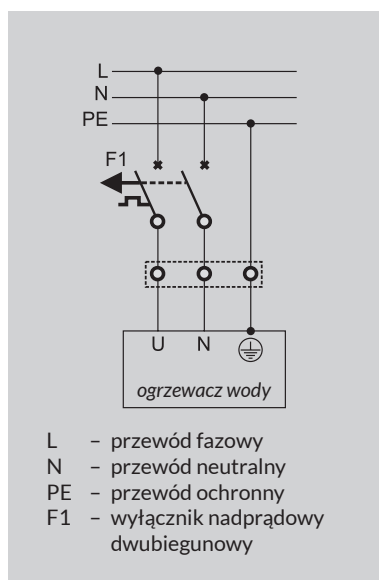 L
N
PE
F1
U N
ogrzewacz wody
L – przewód fazowy
N – przewód neutralny
PE – przewód ochronny
F1 – wyłącznik nadprądowy
dwubiegunowy